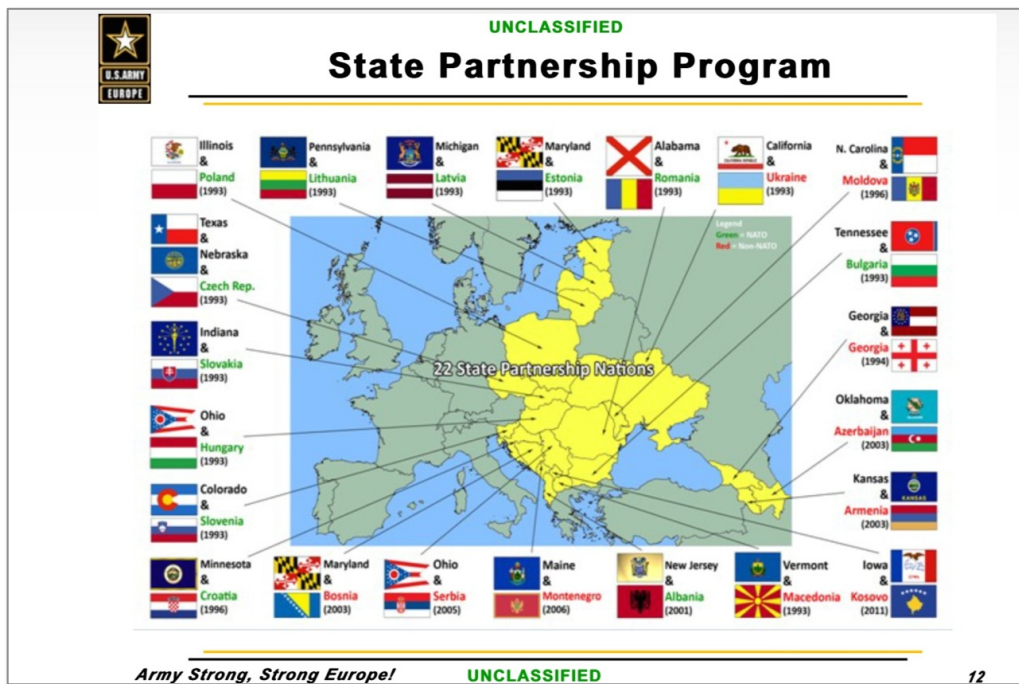 UNCLASSIFIED
State Partnership Program
U.S.ARMY
EUROPE
Illinois
&
Poland
(1993)
Pennsylvania
&
Lithuania
(1993)
Michigan
&
Latvia
(1993)
Maryland
&
Estonia
(1993)
Alabama
&
Romania
(1993)
California
&
Ukraine
(1993)
N. Carolina
&
Moldova
(1996)
Texas
&
Nebraska
&
Czech Rep.
(1993)
Legend
Green = NATO
Red = Non-NATO
Tennessee
&
Bulgaria
(1993)
Indiana
&
Slovakia
(1993)
22 State Partnership Nations
Georgia
&
Georgia
(1994)
Ohio
&
Hungary
(1993)
Oklahoma
&
Azerbaijan
(2003)
Colorado
&
Slovenia
(1993)
Kansas
&
Armenia
(2003)
KANSAS
Minnesota
&
Croatia
(1996)
Maryland
&
Bosnia
(2003)
Ohio
&
Serbia
(2005)
Maine
&
Montenegro
(2006)
New Jersey
&
Albania
(2001)
Vermont
&
Macedonia
(1993)
Iowa
&
Kosovo
(2011)
Army Strong, Strong Europe!
UNCLASSIFIED
12